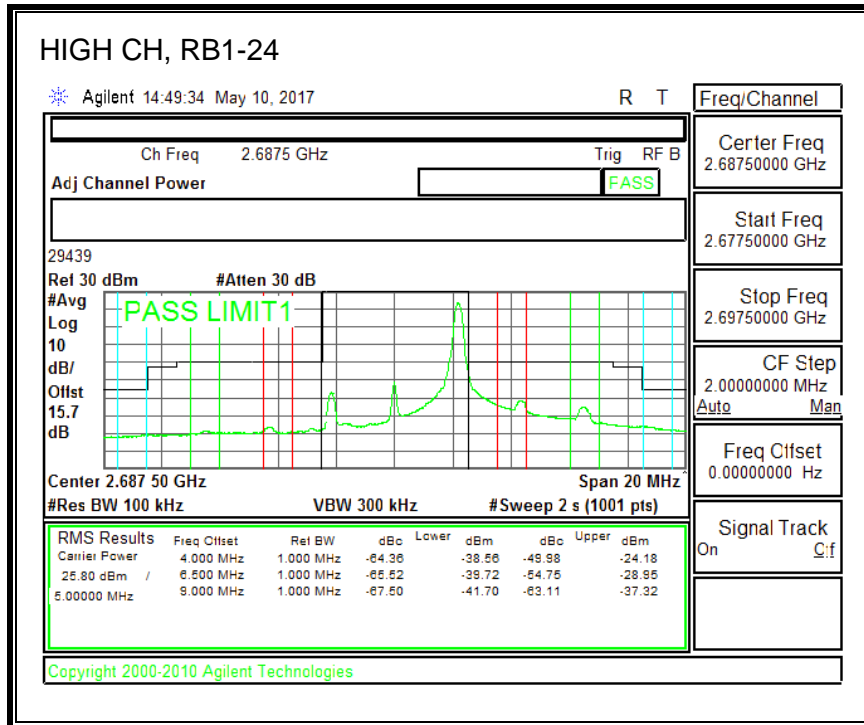 HIGH CH, RB1-24
Agilent 14:49:34 May 10, 2017 R T
Freq/Channel
Ch Freq 2.6875 GHz Trig RF B
Adj Channel Power
FASS
29439
Ref 30 dBm #Atten 30 dB
#Avg
Log
10
dB/
Offst
15.7
dB
PASS LIMIT1
Center 2.687 50 GHz Span 20 MHz
#Res BW 100 kHz VBW 300 kHz #Sweep 2 s (1001 pts)
RMS Results Freq Offset Ref BW dBc Lower dBm dBc Upper dBm
Carrier Power 4.000 MHz 1.000 MHz -64.36 -38.56 -49.98 -24.18
25.80 dBm / 6.500 MHz 1.000 MHz -65.52 -39.72 -54.75 -28.95
5.00000 MHz 9.000 MHz 1.000 MHz -67.50 -41.70 -63.11 -37.32
Center Freq
2.68750000 GHz
Start Freq
2.67750000 GHz
Stop Freq
2.69750000 GHz
CF Step
2.00000000 MHz
Auto Man
Freq Offset
0.00000000 Hz
Signal Track
On
Copyright 2000-2010 Agilent Technologies